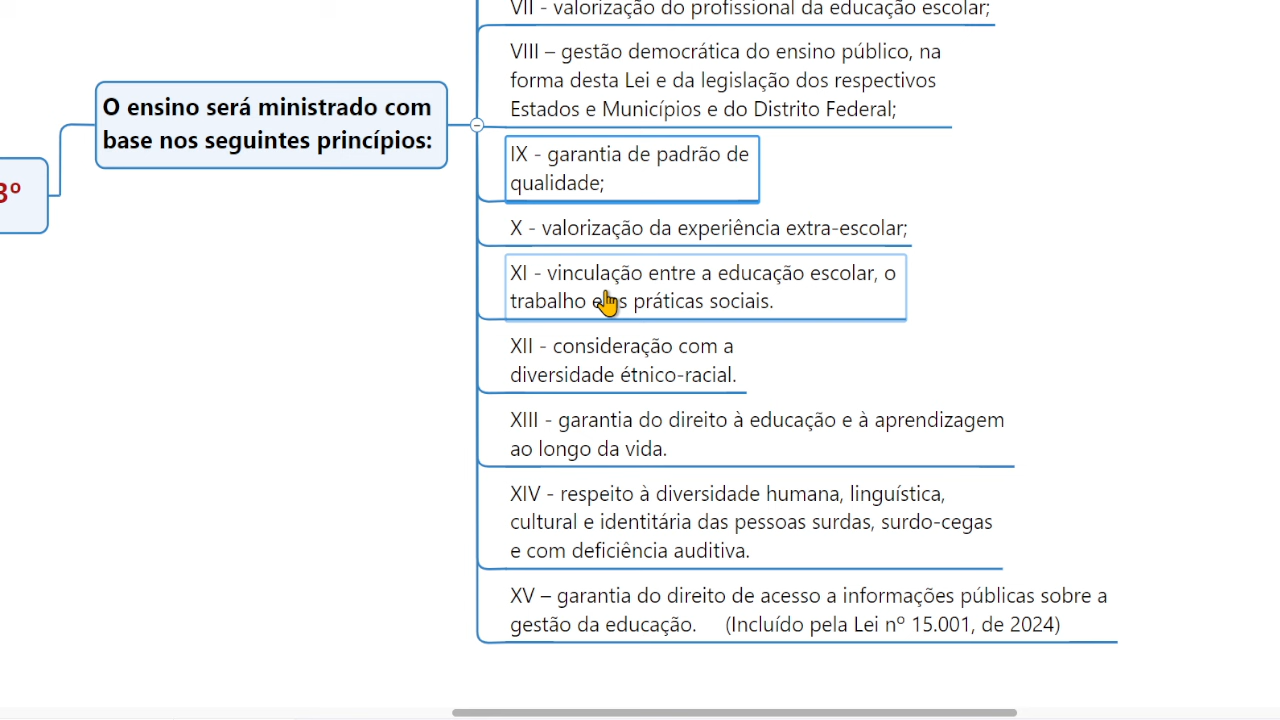 VII - valorização do profissional da educação escolar;
VIII – gestão democrática do ensino público, na
forma desta Lei e da legislação dos respectivos
Estados e Municípios e do Distrito Federal;
O ensino será ministrado com
base nos seguintes princípios:
IX - garantia de padrão de
qualidade;
3º
X - valorização da experiência extra-escolar;
XI - vinculação entre a educação escolar, o
trabalho e as práticas sociais.
XII - consideração com a
diversidade étnico-racial.
XIII - garantia do direito à educação e à aprendizagem
ao longo da vida.
XIV - respeito à diversidade humana, linguística,
cultural e identitária das pessoas surdas, surdo-cegas
e com deficiência auditiva.
XV – garantia do direito de acesso a informações públicas sobre a
gestão da educação. (Incluído pela Lei nº 15.001, de 2024)